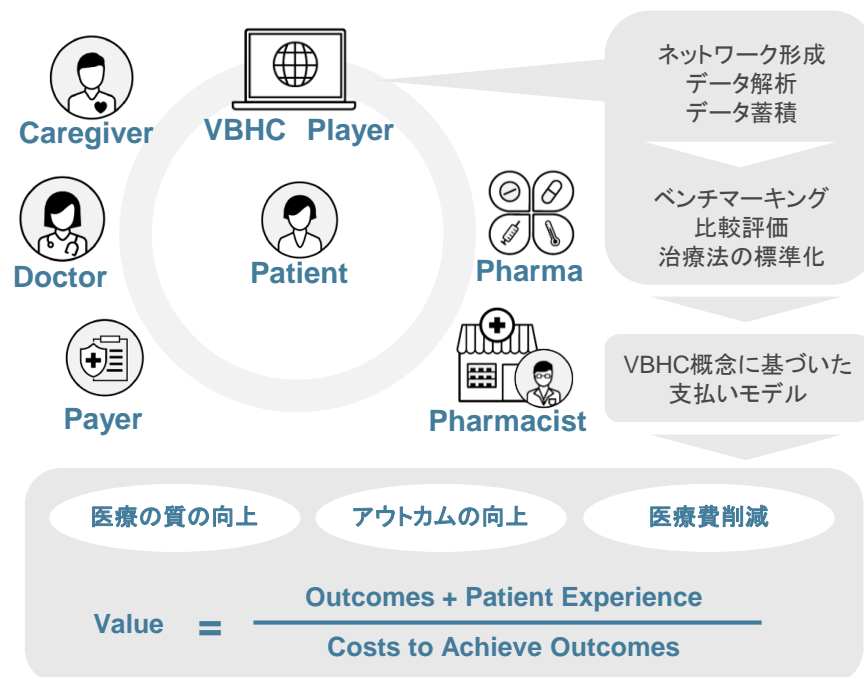 Caregiver
VBHC Player
ネットワーク形成
データ解析
データ蓄積
ベンチマーキング
比較評価
治療法の標準化
Doctor
Patient
Pharma
Payer
Pharmacist
VBHC概念に基づいた
支払いモデル
医療の質の向上
アウトカムの向上
医療費削減
Value = Outcomes + Patient Experience
Costs to Achieve Outcomes